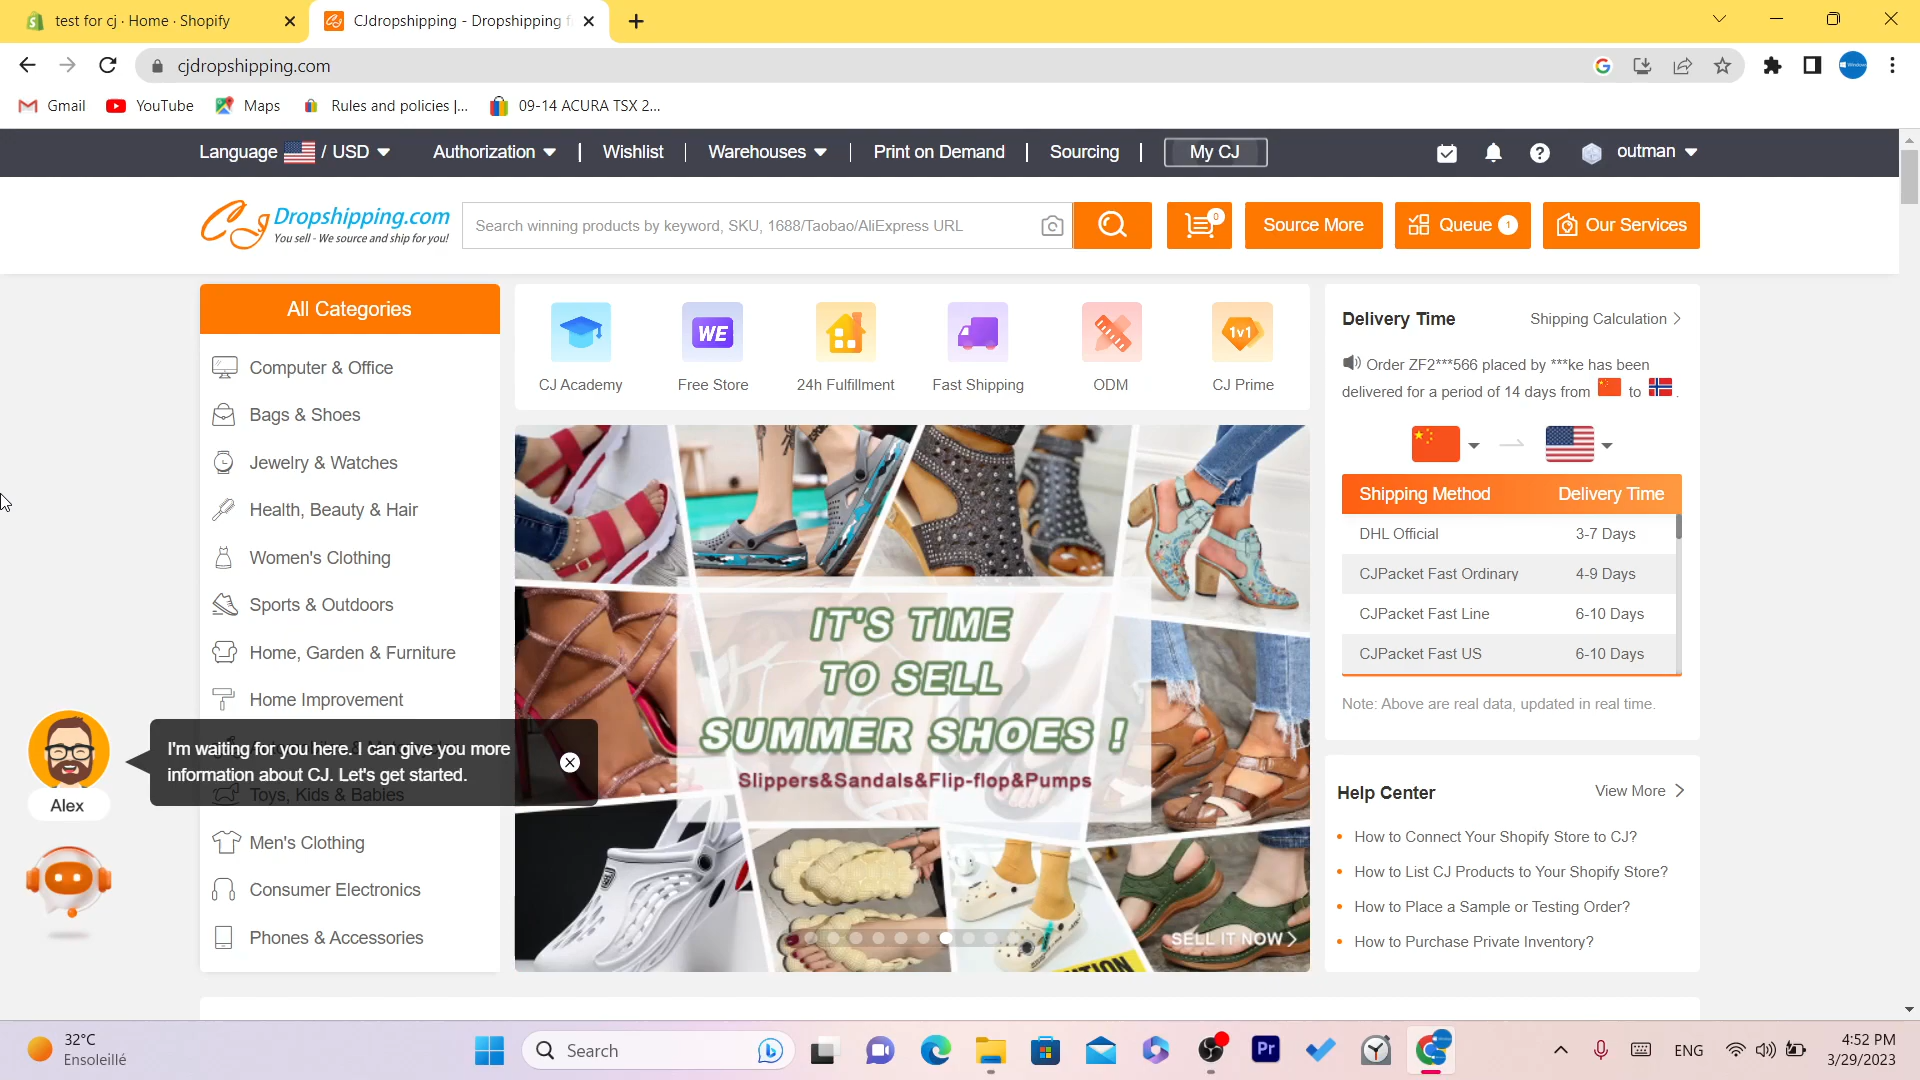 test for cj · Home · Shopify
CJdropshipping - Dropshipping f
cjdropshipping.com
Gmail
YouTube
Maps
Rules and policies |...
09-14 ACURA TSX 2...
Language / USD
Authorization
Wishlist
Warehouses
Print on Demand
Sourcing
My CJ
outman
CJ Dropshipping.com
You sell - We source and ship for you!
Search winning products by keyword, SKU, 1688/Taobao/AliExpress URL
0
Source More
Queue 1
Our Services
All Categories
Computer & Office
Bags & Shoes
Jewelry & Watches
Health, Beauty & Hair
Women's Clothing
Sports & Outdoors
Home, Garden & Furniture
Home Improvement
Toys, Kids & Babies
Men's Clothing
Consumer Electronics
Phones & Accessories
I'm waiting for you here. I can give you more
information about CJ. Let's get started.
Alex
CJ Academy
WE
Free Store
24h Fulfillment
Fast Shipping
ODM
1v1
CJ Prime
IT'S TIME
TO SELL
SUMMER SHOES !
Slippers&Sandals&Flip-flop&Pumps
SELL IT NOW
Delivery Time
Shipping Calculation
Order ZF2***566 placed by ***ke has been
delivered for a period of 14 days from to .
Shipping Method
Delivery Time
DHL Official
3-7 Days
CJPacket Fast Ordinary
4-9 Days
CJPacket Fast Line
6-10 Days
CJPacket Fast US
6-10 Days
Note: Above are real data, updated in real time.
Help Center
View More
How to Connect Your Shopify Store to CJ?
How to List CJ Products to Your Shopify Store?
How to Place a Sample or Testing Order?
How to Purchase Private Inventory?
32°C
Ensoleillé
Search
Pr
ENG
4:52 PM
3/29/2023